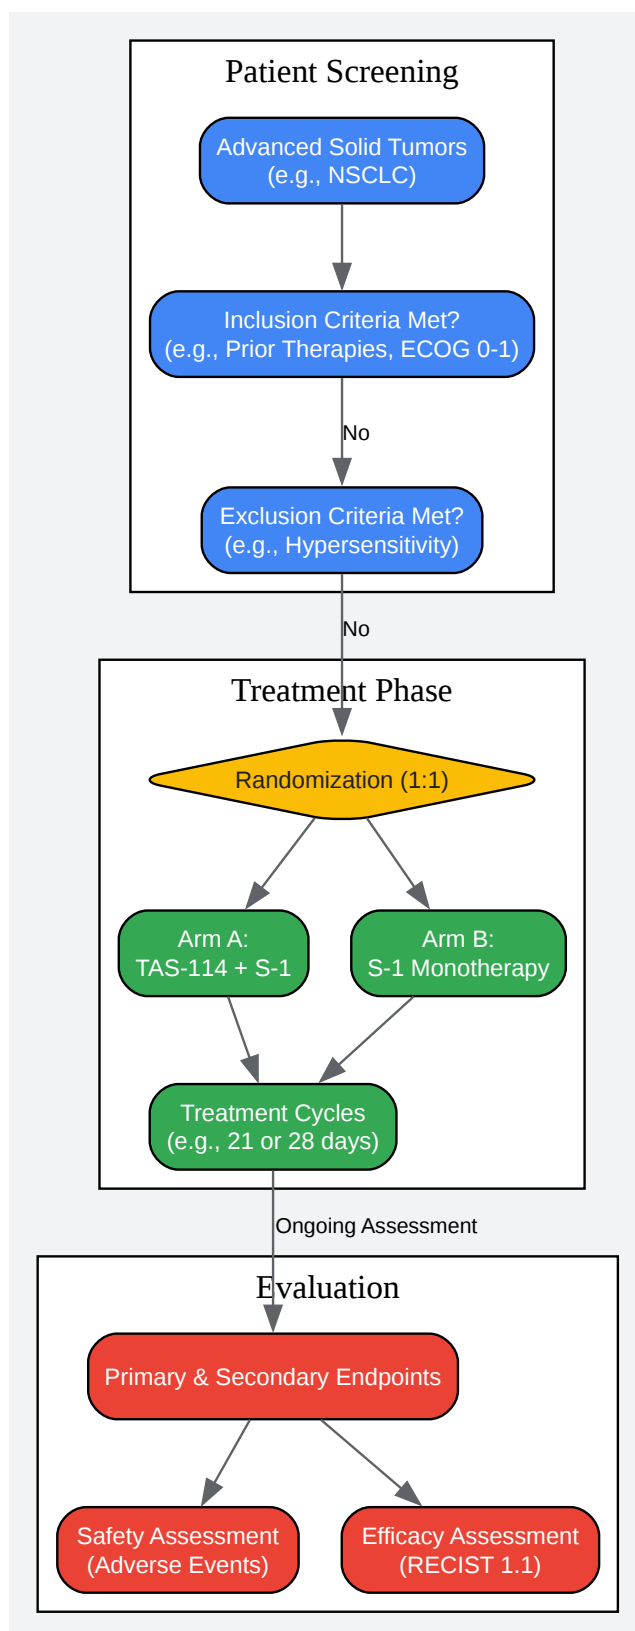 Patient Screening
Advanced Solid Tumors
(e.g., NSCLC)
Inclusion Criteria Met?
(e.g., Prior Therapies, ECOG 0-1)
No
Exclusion Criteria Met?
(e.g., Hypersensitivity)
No
Treatment Phase
Randomization (1:1)
Arm A:
TAS-114 + S-1
Arm B:
S-1 Monotherapy
Treatment Cycles
(e.g., 21 or 28 days)
Ongoing Assessment
Evaluation
Primary & Secondary Endpoints
Safety Assessment
(Adverse Events)
Efficacy Assessment
(RECIST 1.1)